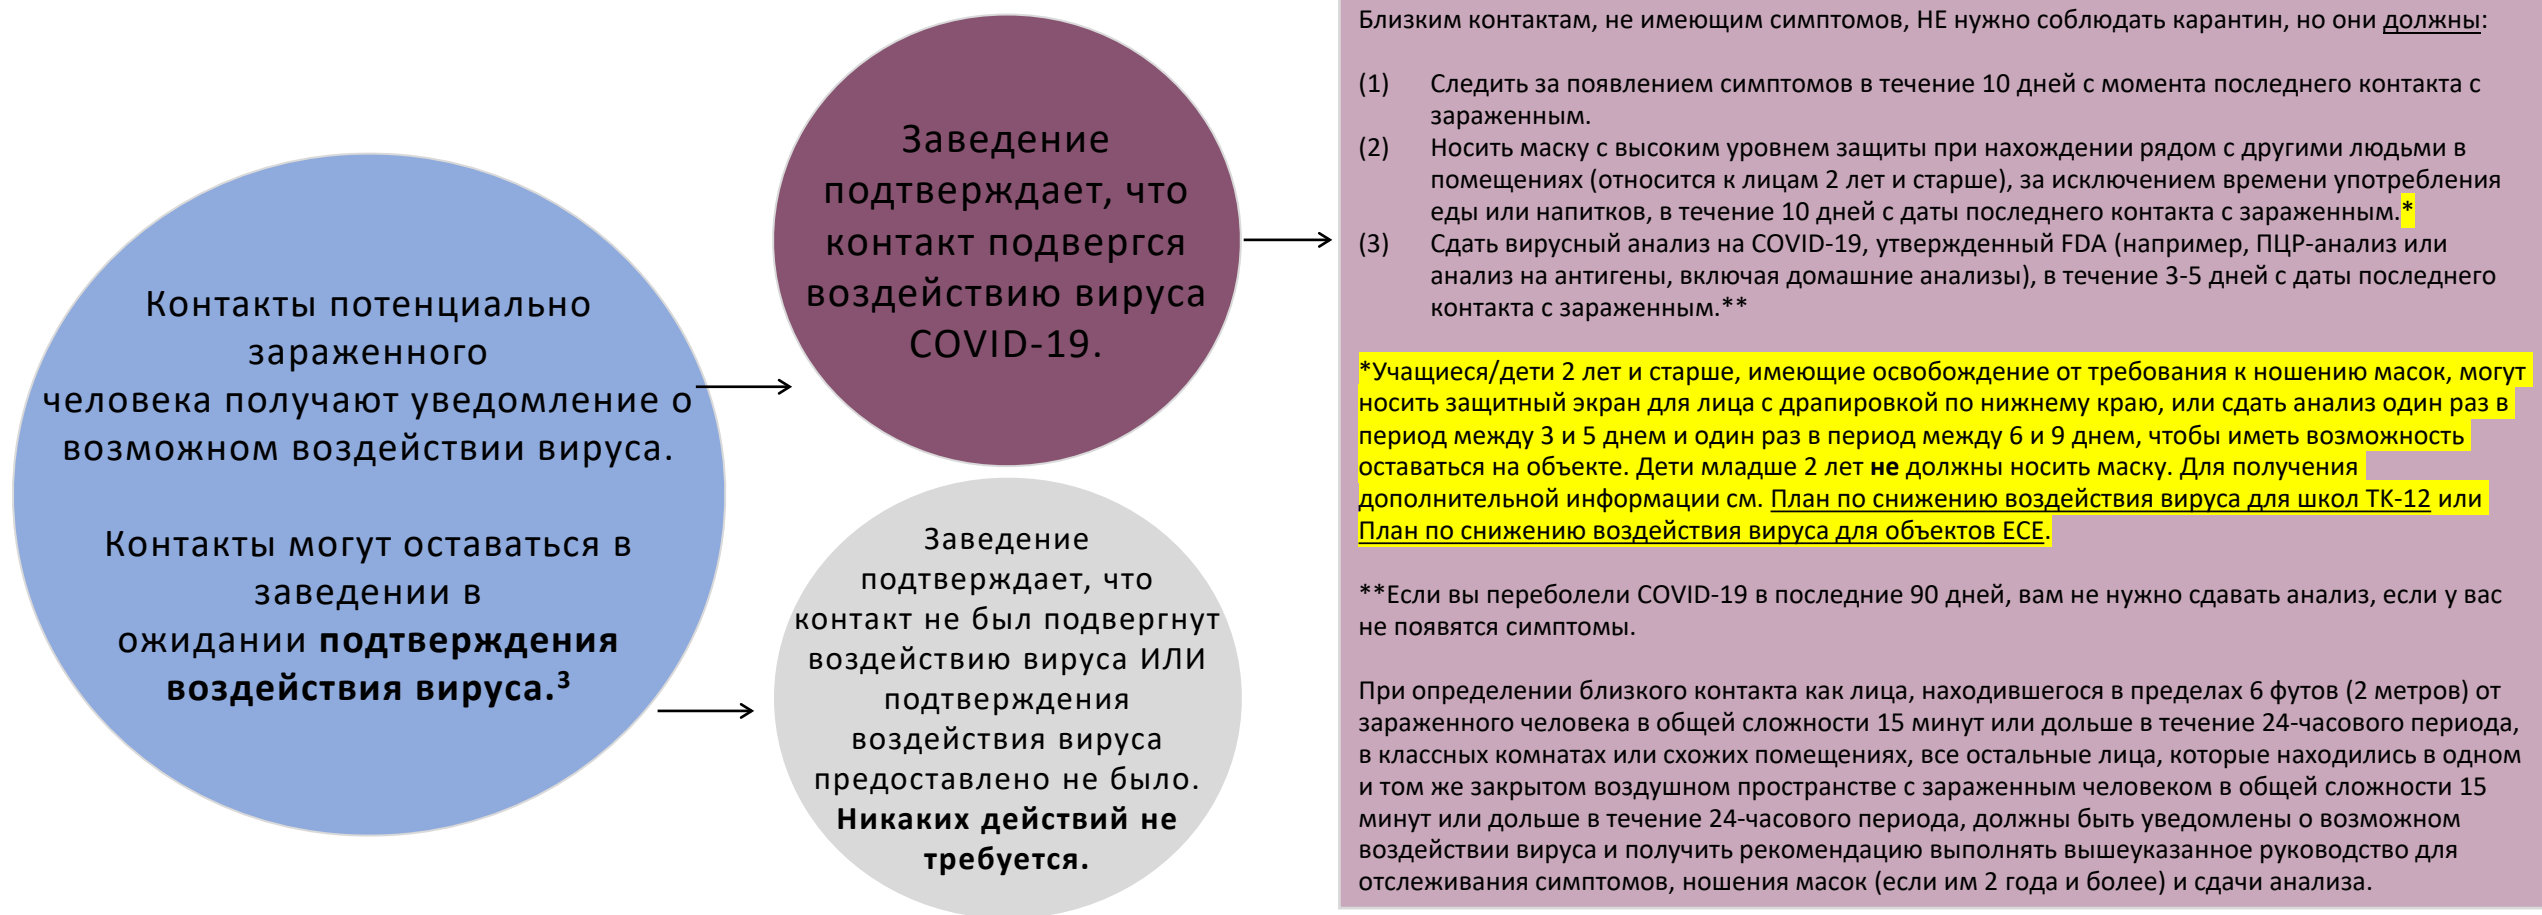 Контакты потенциально
зараженного
человека получают уведомление о
возможном воздействии вируса.
Контакты могут оставаться в
заведении в
ожидании подтверждения
воздействия вируса.³
Заведение
подтверждает, что
контакт подвергся
воздействию вируса
COVID-19.
Заведение
подтверждает, что
контакт не был подвергнут
воздействию вируса ИЛИ
подтверждения
воздействия вируса
предоставлено не было.
Никаких действий не
требуется.
Близким контактам, не имеющим симптомов, НЕ нужно соблюдать карантин, но они должны:
(1) Следить за появлением симптомов в течение 10 дней с момента последнего контакта с
зараженным.
(2) Носить маску с высоким уровнем защиты при нахождении рядом с другими людьми в
помещениях (относится к лицам 2 лет и старше), за исключением времени употребления
еды или напитков, в течение 10 дней с даты последнего контакта с зараженным.*
(3) Сдать вирусный анализ на COVID-19, утвержденный FDA (например, ПЦР-анализ или
анализ на антигены, включая домашние анализы), в течение 3-5 дней с даты последнего
контакта с зараженным.**
*Учащиеся/дети 2 лет и старше, имеющие освобождение от требования к ношению масок, могут
носить защитный экран для лица с драпировкой по нижнему краю, или сдать анализ один раз в
период между 3 и 5 днем и один раз в период между 6 и 9 днем, чтобы иметь возможность
оставаться на объекте. Дети младше 2 лет не должны носить маску. Для получения
дополнительной информации см. План по снижению воздействия вируса для школ TK-12 или
План по снижению воздействия вируса для объектов ECE.
**Если вы переболели COVID-19 в последние 90 дней, вам не нужно сдавать анализ, если у вас
не появятся симптомы.
При определении близкого контакта как лица, находившегося в пределах 6 футов (2 метров) от
зараженного человека в общей сложности 15 минут или дольше в течение 24-часового периода,
в классных комнатах или схожих помещениях, все остальные лица, которые находились в одном
и том же закрытом воздушном пространстве с зараженным человеком в общей сложности 15
минут или дольше в течение 24-часового периода, должны быть уведомлены о возможном
воздействии вируса и получить рекомендацию выполнять вышеуказанное руководство для
отслеживания симптомов, ношения масок (если им 2 года и более) и сдачи анализа.